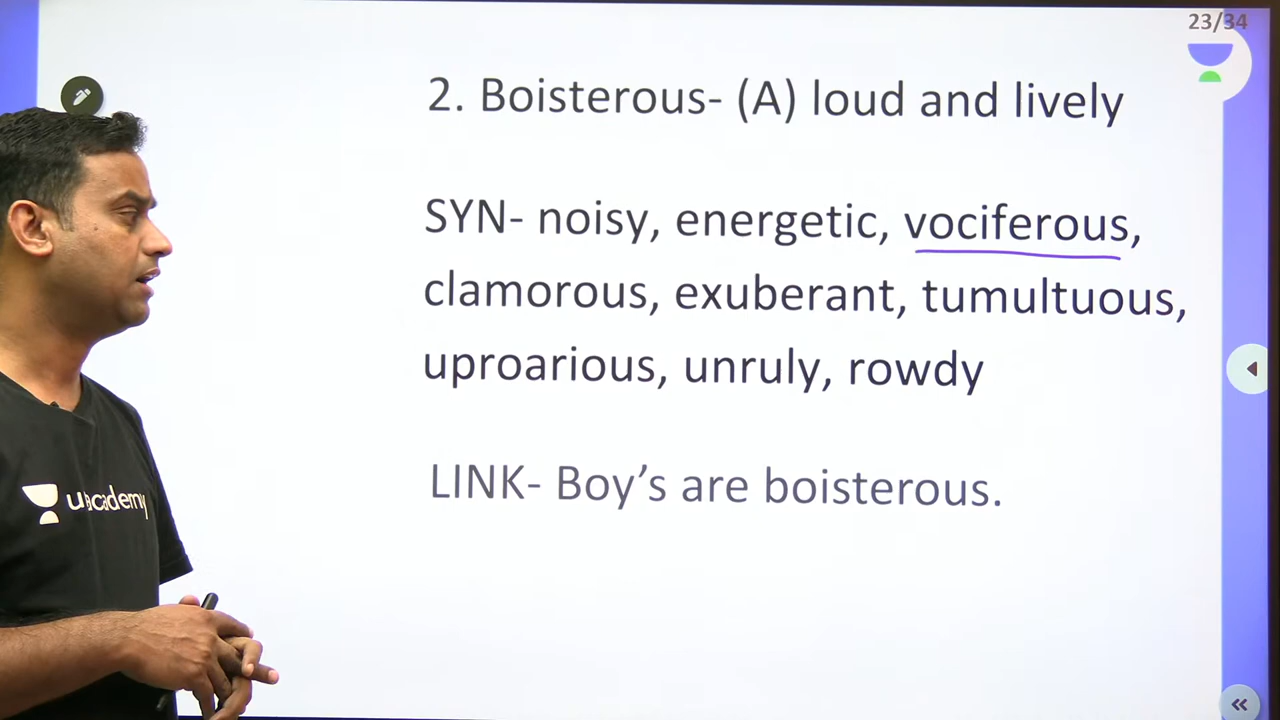 23/34
2. Boisterous- (A) loud and lively
SYN- noisy, energetic, vociferous,
clamorous, exuberant, tumultuous,
uproarious, unruly, rowdy
LINK- Boy’s are boisterous.
unacademy